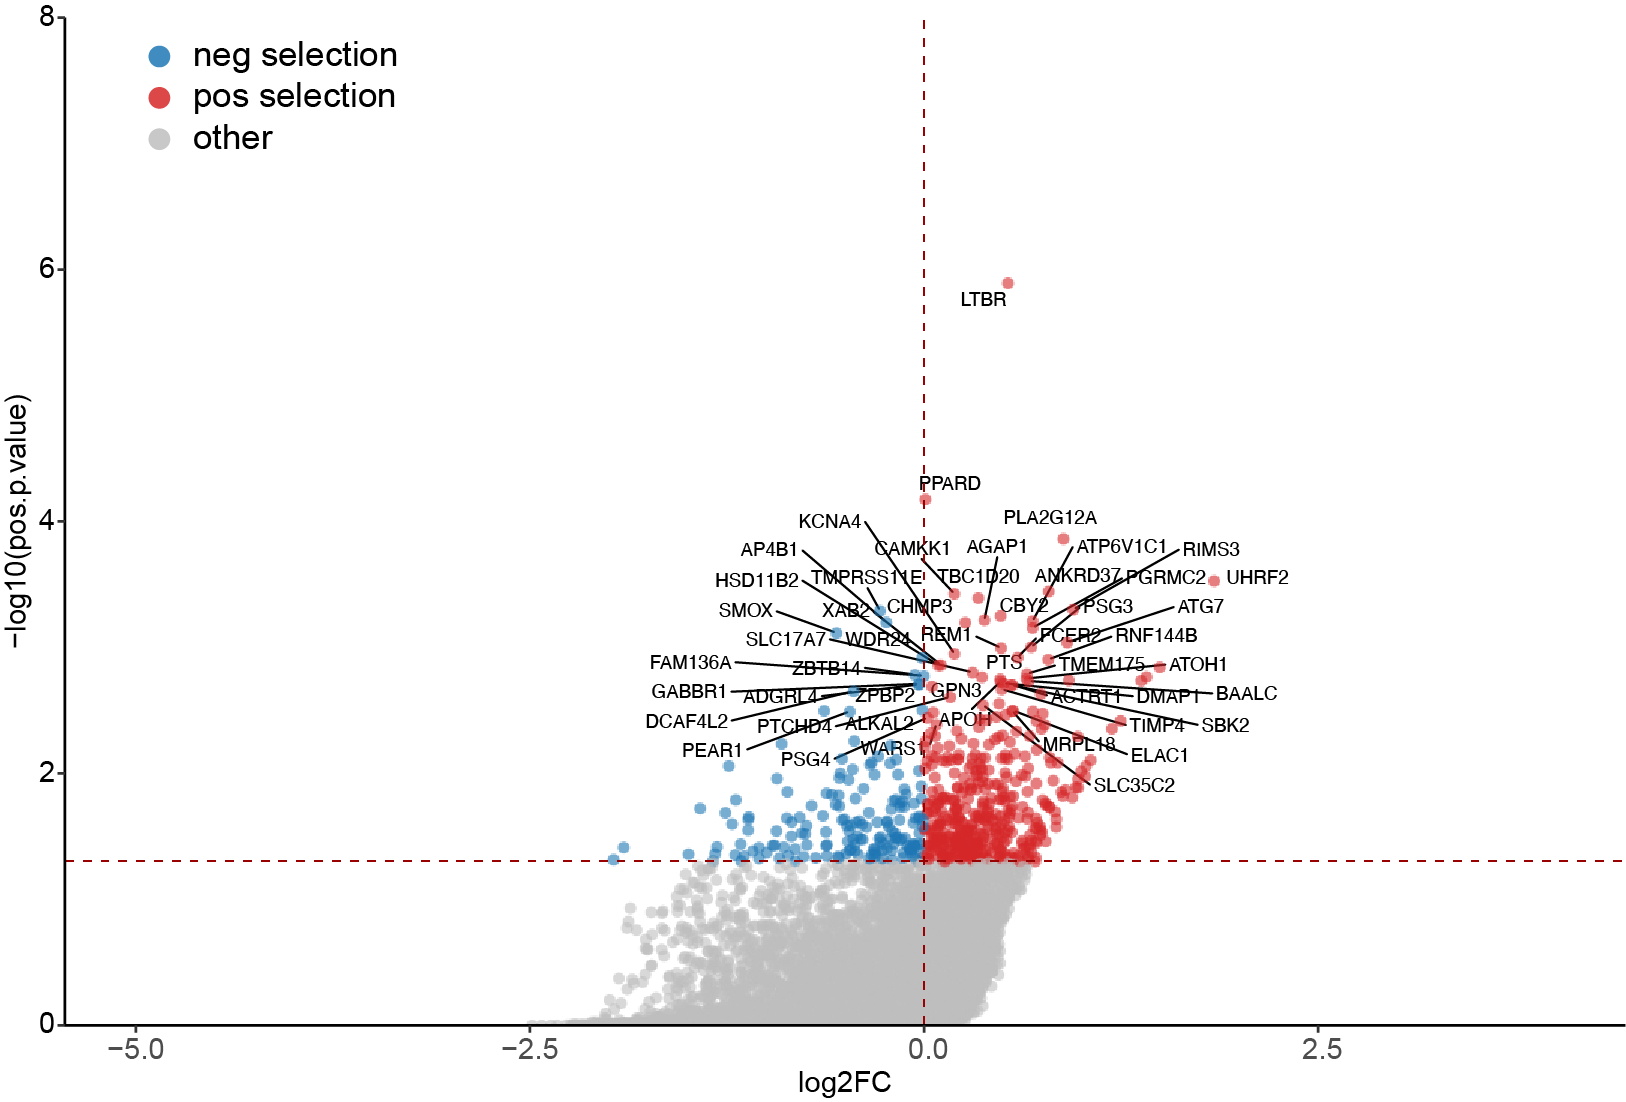 8
neg selection
pos selection
other
6
LTBR
PPARD
KCNA4
PLA2G12A
4
AP4B1
CAMKK1
AGAP1
ATP6V1C1
RIMS3
HSD11B2
TMPRSS11E
TBC1D20
ANKRD37
PGRMC2
UHRF2
SMOX
XAB2
CHMP3
CBY2
PSG3
ATG7
SLC17A7
WDR24
REM1
FCER2
RNF144B
FAM136A
ZBTB14
PTS
TMEM175
ATOH1
GABBR1
ADGRL4
ZPBP2
GPN3
ACTRT1
DMAP1
BAALC
DCAF4L2
PTCHD4
ALKAL2
APOH
TIMP4
SBK2
PEAR1
PSG4
WARS1
MRPL18
ELAC1
2
SLC35C2
0
−5.0
−2.5
0.0
2.5
log2FC
−log10(pos.p.value)